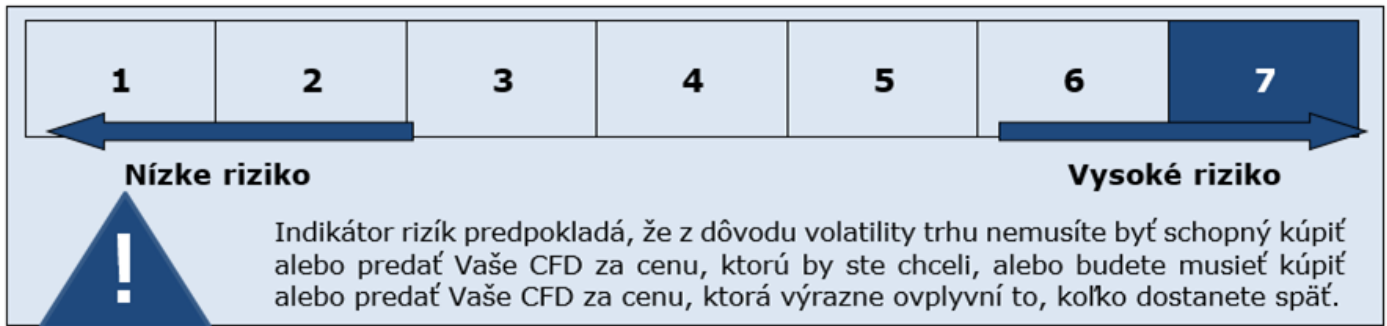 1 2 3 4 5 6 7
Nízke riziko Vysoké riziko
!
Indikátor rizík predpokladá, že z dôvodu volatility trhu nemusíte byť schopný kúpiť
alebo predať Vaše CFD za cenu, ktorú by ste chceli, alebo budete musieť kúpiť
alebo predať Vaše CFD za cenu, ktorá výrazne ovplyvní to, koľko dostanete späť.